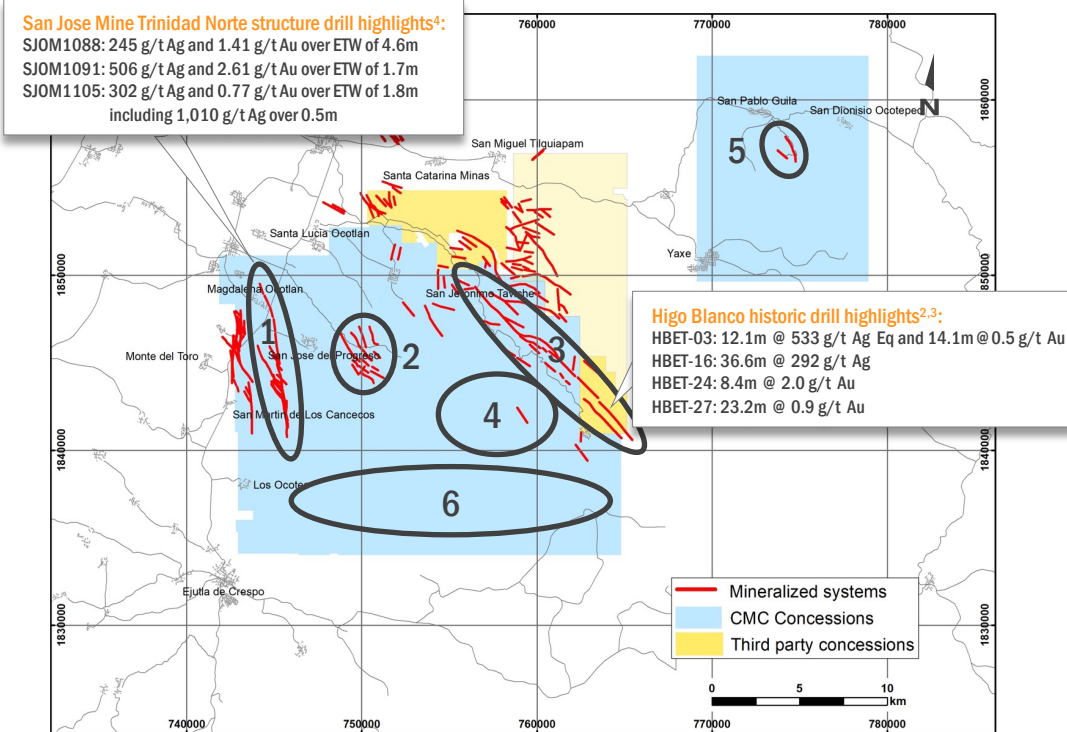 San Jose Mine Trinidad Norte structure drill highlights⁴:
SJOM1088: 245 g/t Ag and 1.41 g/t Au over ETW of 4.6m
SJOM1091: 506 g/t Ag and 2.61 g/t Au over ETW of 1.7m
SJOM1105: 302 g/t Ag and 0.77 g/t Au over ETW of 1.8m
including 1,010 g/t Ag over 0.5m
760000
770000
780000
1860000
N
San Pablo Guila
San Dionisio Ocotepec
5
San Miguel Tilquiapam
Santa Catarina Minas
Santa Lucia Ocotlan
Yaxe
1850000
1850000
Magdalena Ocotlan
San Jeronimo Taviche
1
2
3
4
6
Monte del Toro
San Jose del Progreso
San Martin de Los Cancecos
Higo Blanco historic drill highlights²,³:
HBET-03: 12.1m @ 533 g/t Ag Eq and 14.1m @ 0.5 g/t Au
HBET-16: 36.6m @ 292 g/t Ag
HBET-24: 8.4m @ 2.0 g/t Au
HBET-27: 23.2m @ 0.9 g/t Au
1840000
1840000
Los
Ejutla de Crespo
1830000
1830000
Mineralized systems
CMC Concessions
Third party concessions
0 5 10
km
740000
750000
760000
770000
780000